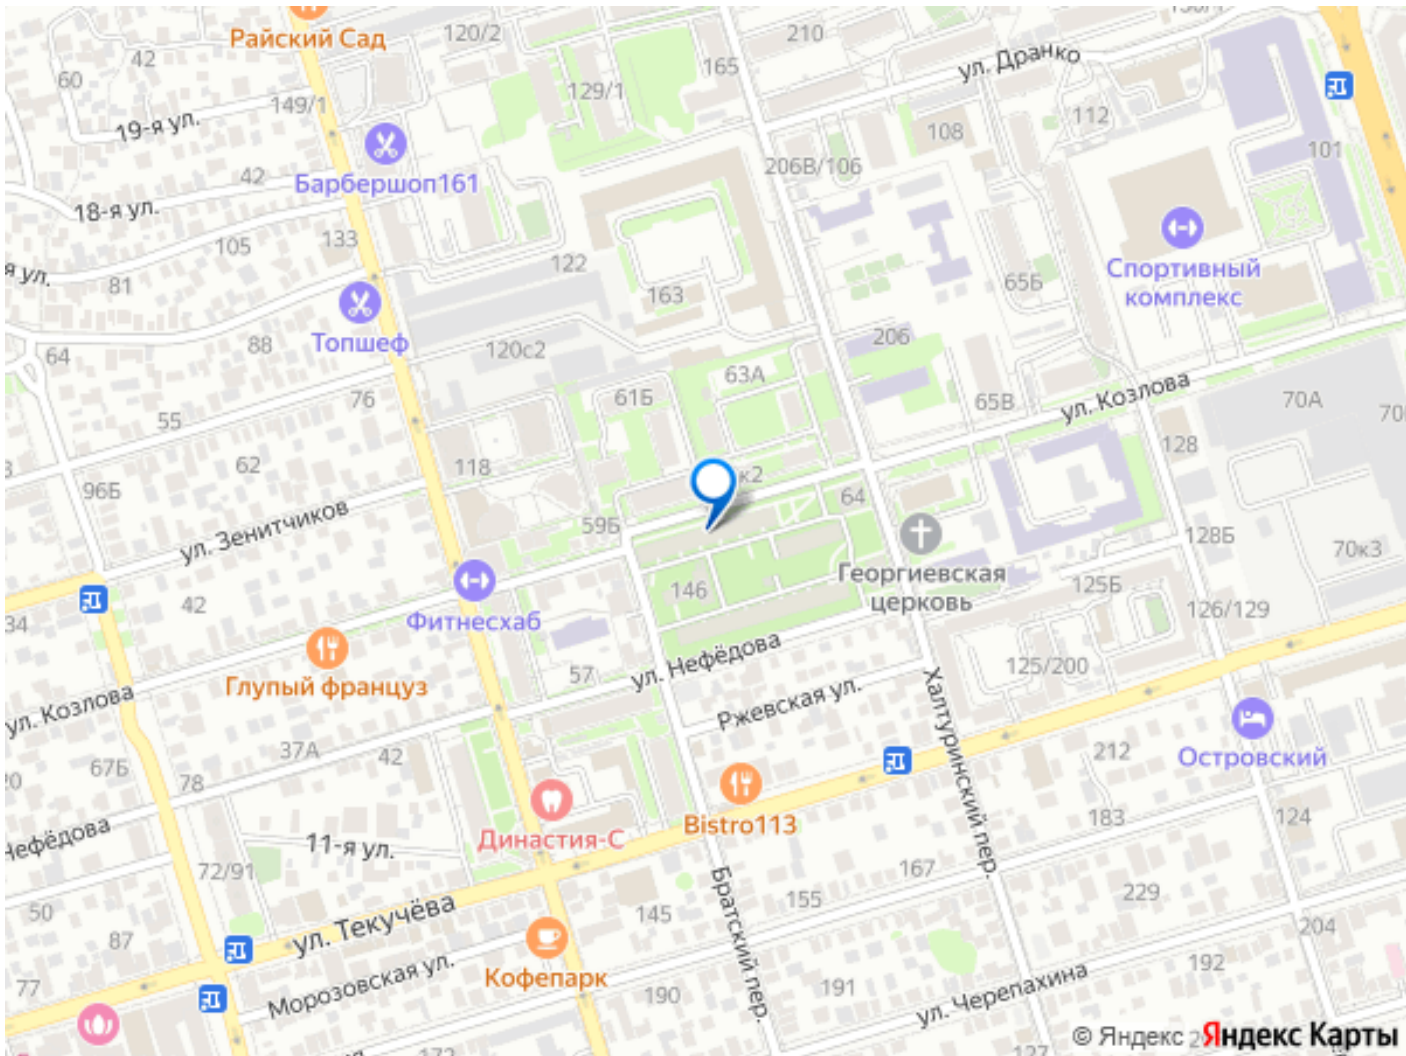 Райский Сад
120/2
210
42
60
165
ул. Дранко
129/1
149/1
19-я ул.
112
108
101
Барбершоп161
42
206В/106
18-я ул.
105
133
Спортивный
комплекс
я ул.
81
122
163
65Б
Топшеф
88
64
120с2
206
63А
61Б
76
65В
ул. Козлова
70А
55
62
118
128
96Б
к2
64
ул. Зенитчиков
59Б
128Б
70к3
Георгиевская
церковь
146
125Б
126/129
42
34
Фитнесхаб
ул. Нефёдова
57
125/200
Глупый француз
Ржевская ул.
Халтуринский пер.
ул. Козлова
37А
42
67Б
78
212
Островский
Bistro113
183
124
Династия-С
11-я ул.
Нефёдова
72/91
167
155
229
Братский пер.
50
87
ул. Текучёва
145
204
Кофепарк
Морозовская ул.
190
191
192
ул. Черепахина
77
© Яндекс Яндекс Карты
172
127